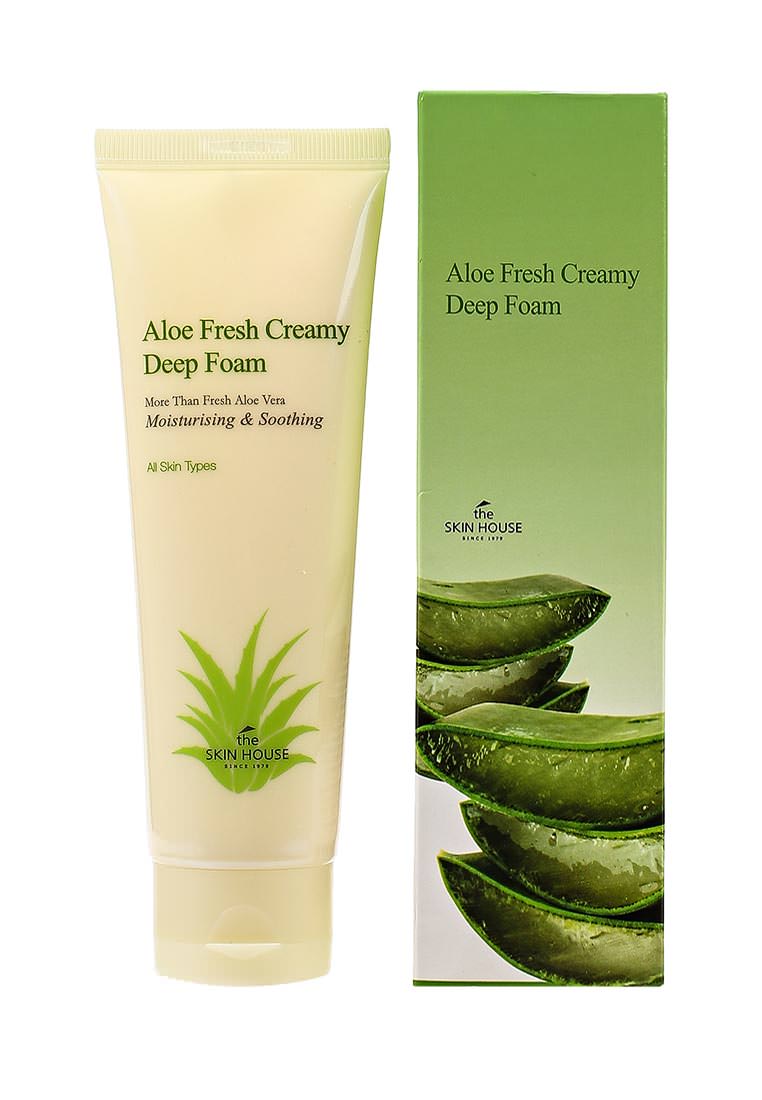 Aloe Fresh Creamy
Deep Foam
More Than Fresh Aloe Vera
Moisturising & Soothing
All Skin Types
the
SKIN HOUSE
SINCE 1979
Aloe Fresh Creamy
Deep Foam
the
SKIN HOUSE
SINCE 1979